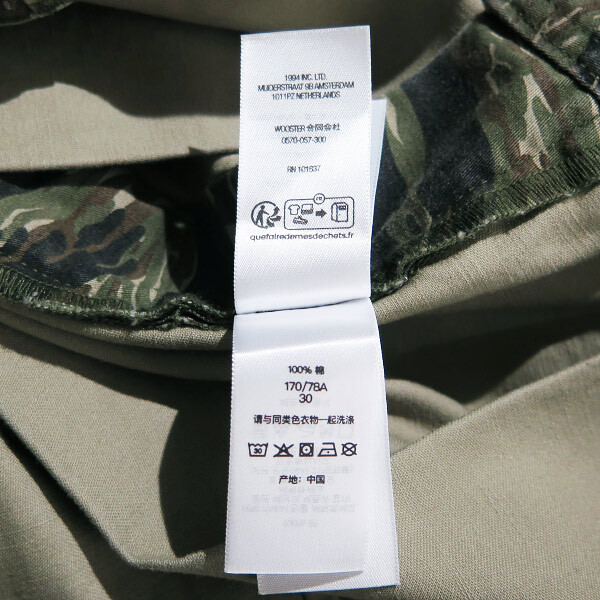 1994 INC. LTD.
MUIDERSTRAAT 9B AMSTERDAM
1011PZ NETHERLANDS
WOOSTER 合同会社
0570-057-300
RN 101837
FR
quefairedemesdechets.fr
100% 棉
170/78A
30
请与同类色衣物一起洗涤
30
产地: 中国